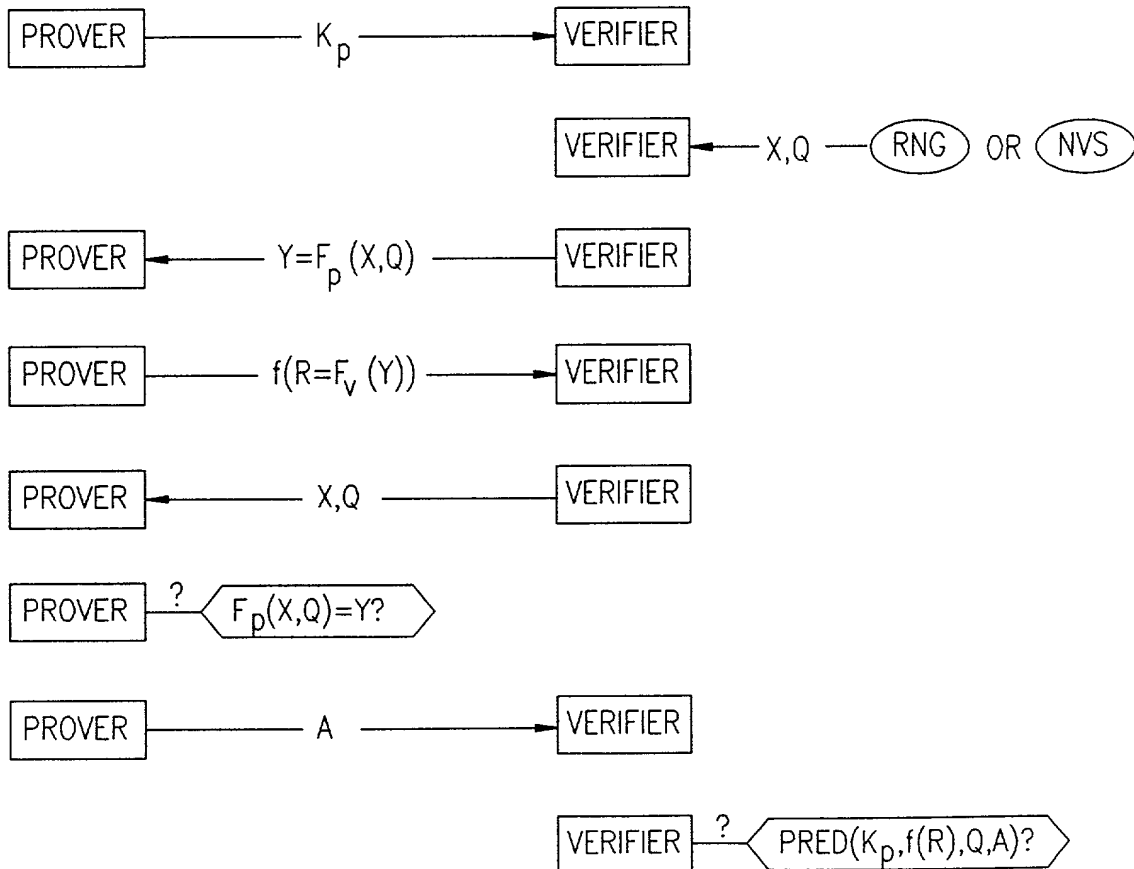 PROVER K_p VERIFIER
VERIFIER X,Q RNG OR NVS
PROVER Y=F_p(X,Q) VERIFIER
PROVER f(R=F_v(Y)) VERIFIER
PROVER X,Q VERIFIER
PROVER ? F_p(X,Q)=Y?
PROVER A VERIFIER
VERIFIER ? PRED(K_p,f(R),Q,A)?